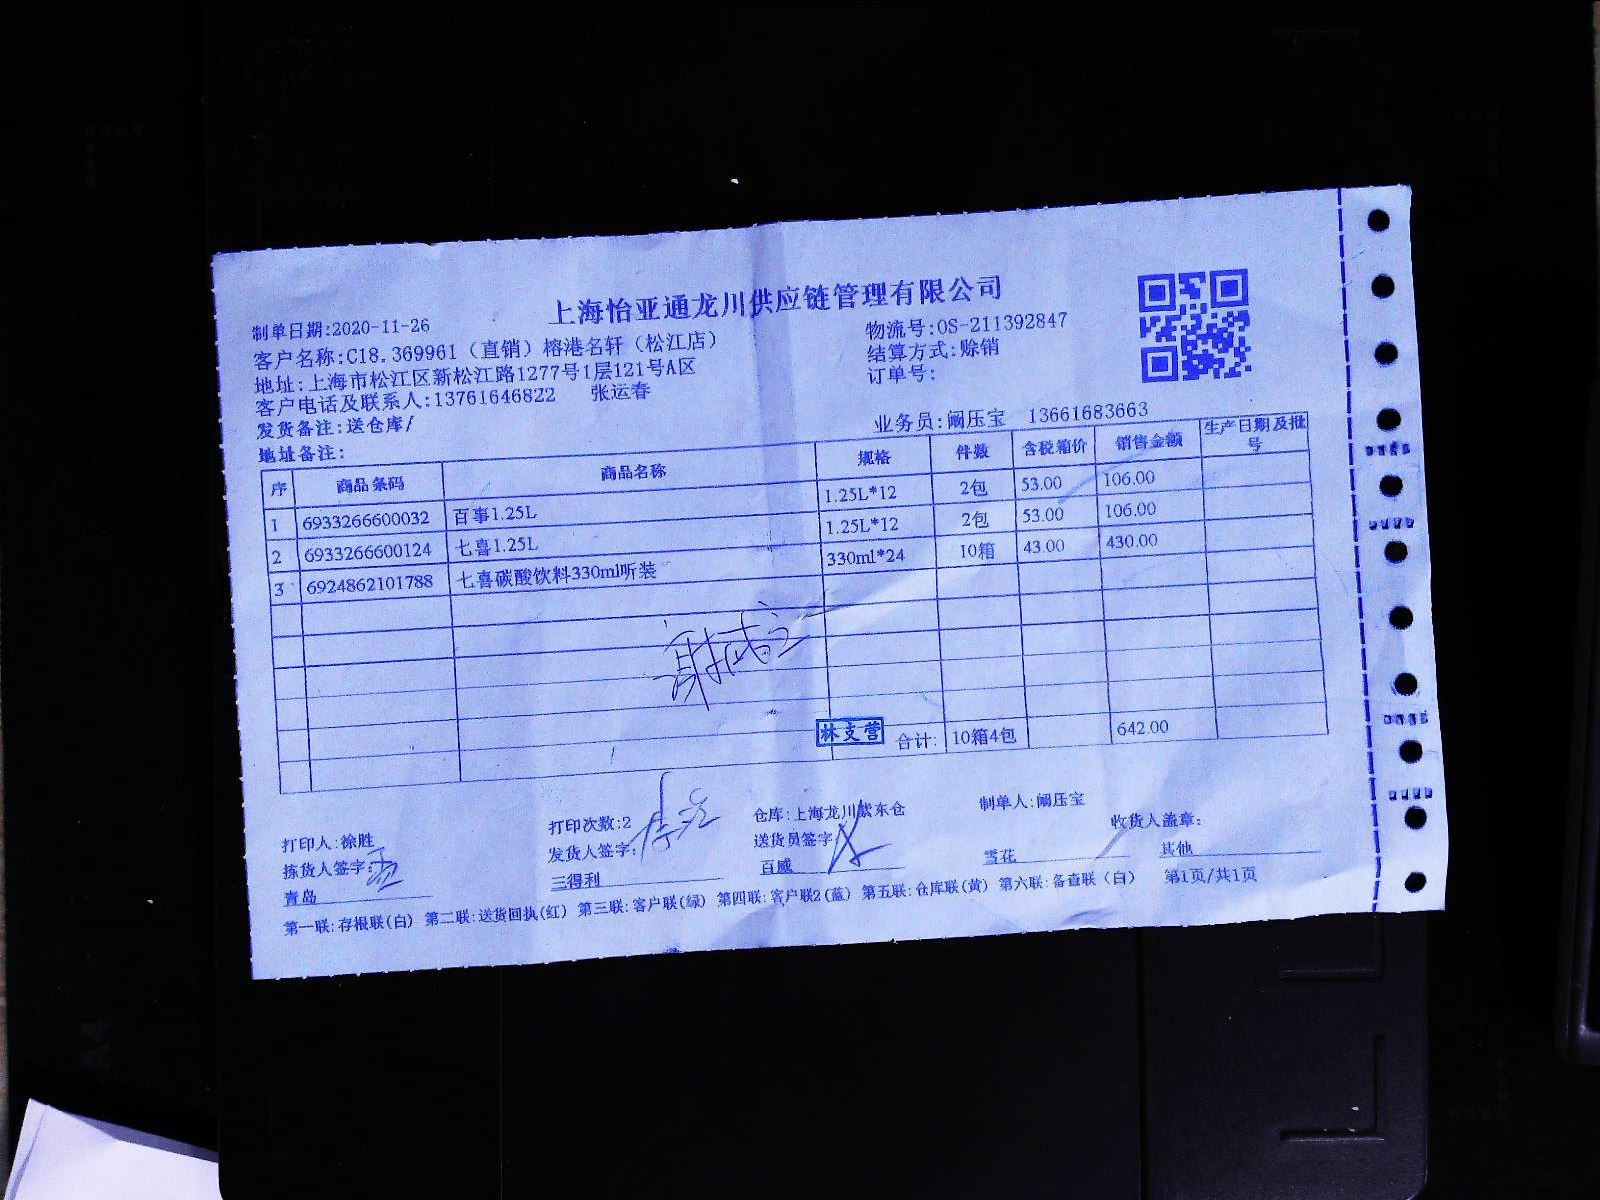 上海怡亚通龙川供应链管理有限公司
制单日期:2020-11-26
物流号:OS-211392847
客户名称:C18.369961（直销）榕港名轩（松江店）
结算方式:赊销
地址:上海市松江区新松江路1277号1层121号A区
订单号:
客户电话及联系人:13761646822 张运春
发货备注:送仓库/
业务员:阚压宝 13661683663
地址备注:
序 商品条码 商品名称 规格 件数 含税箱价 销售金额 生产日期及批号
1 6933266600032 百事1.25L 1.25L*12 2包 53.00 106.00
2 6933266600124 七喜1.25L 1.25L*12 2包 53.00 106.00
3 6924862101788 七喜碳酸饮料330ml听装 330ml*24 10箱 43.00 430.00
林支营
合计: 10箱4包 642.00
打印人:徐胜 打印次数:2 仓库:上海龙川紫东仓 制单人:阚压宝
拣货人签字: 发货人签字: 送货员签字: 收货人盖章:
青岛 三得利 百威 雪花 其他
第一联:存根联(白) 第二联:送货回执(红) 第三联:客户联(绿) 第四联:客户联2(蓝) 第五联:仓库联(黄) 第六联:备查联（白） 第1页/共1页